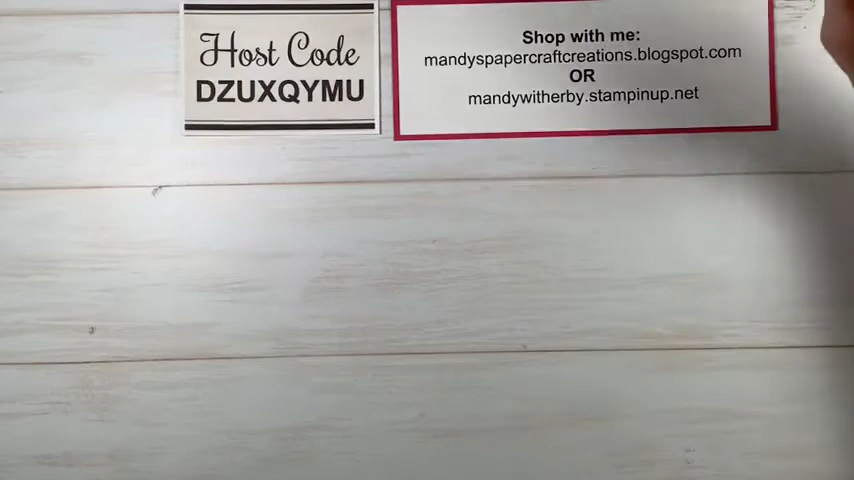 Host Code
DZUXQYMU
Shop with me:
mandyspapercraftcreations.blogspot.com
OR
mandywitherby.stampinup.net